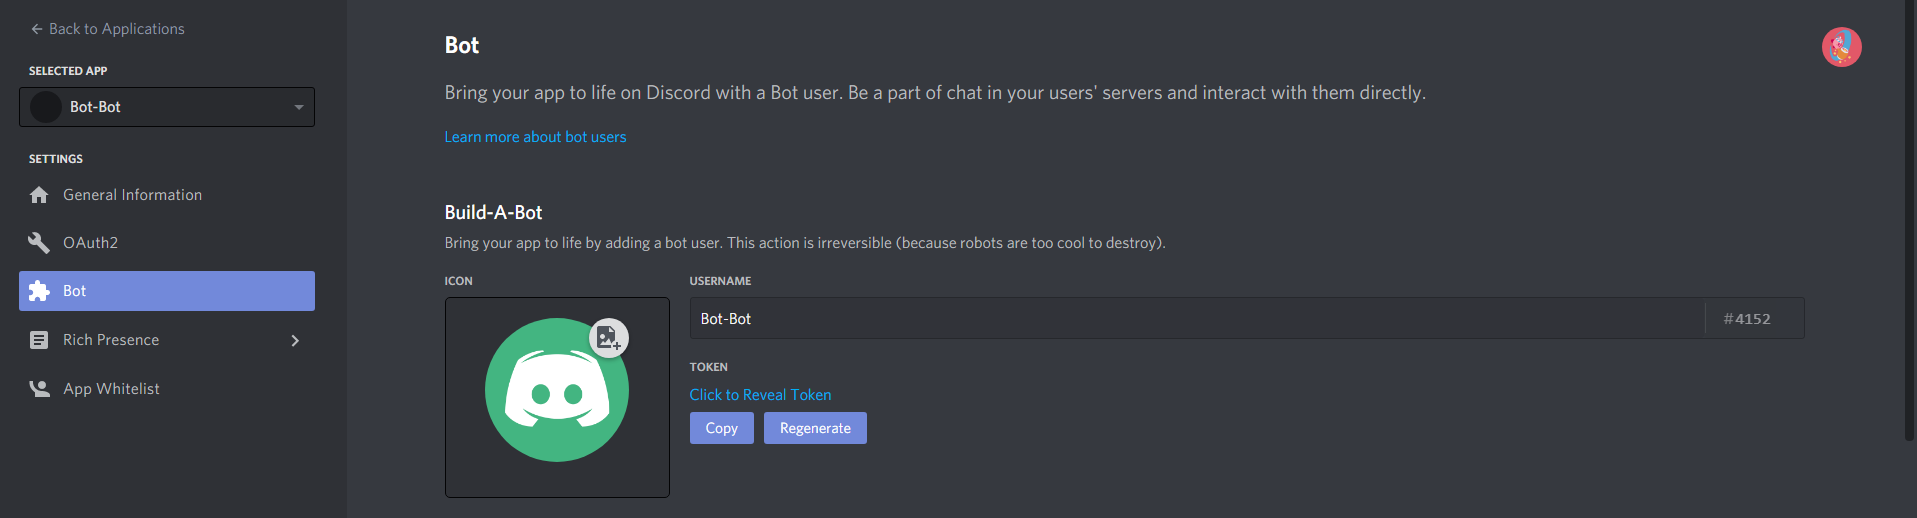 Back to Applications
SELECTED APP
Bot-Bot
SETTINGS
General Information
OAuth2
Bot
Rich Presence
App Whitelist
Bot
Bring your app to life on Discord with a Bot user. Be a part of chat in your users' servers and interact with them directly.
Learn more about bot users
Build-A-Bot
Bring your app to life by adding a bot user. This action is irreversible (because robots are too cool to destroy).
ICON
USERNAME
Bot-Bot #4152
TOKEN
Click to Reveal Token
Copy Regenerate